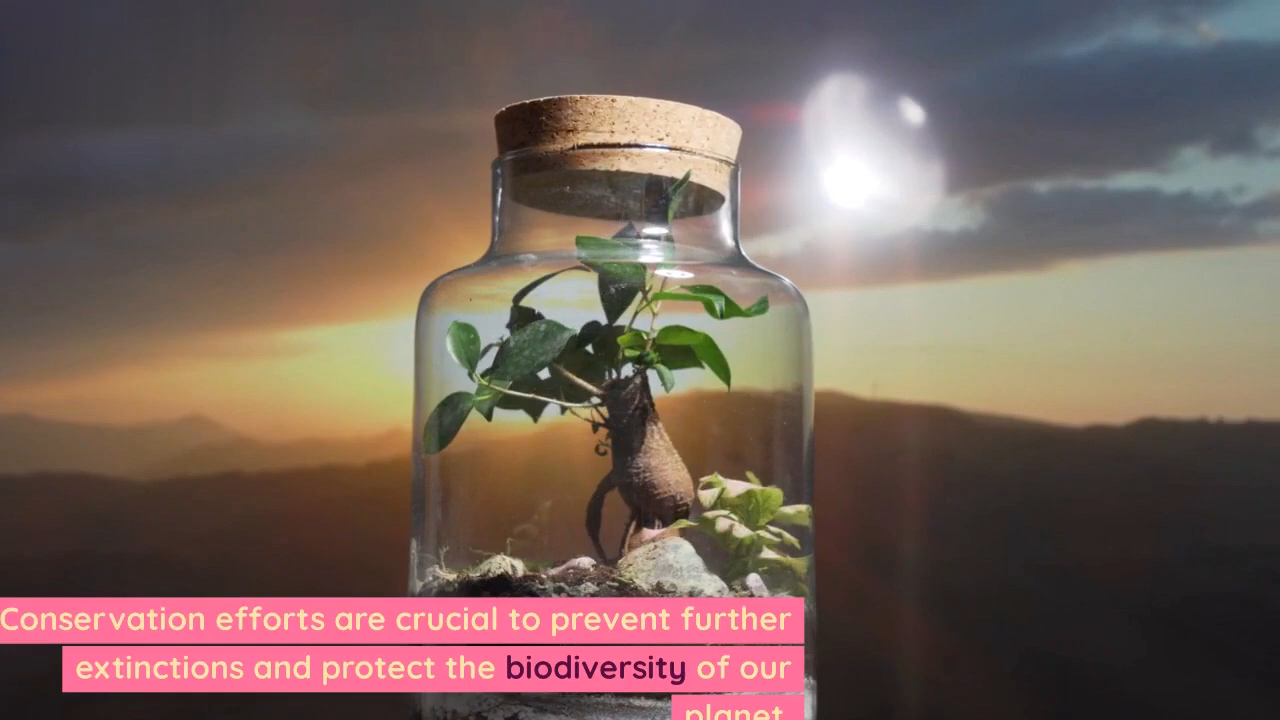 Conservation efforts are crucial to prevent further
extinctions and protect the biodiversity of our
planet.